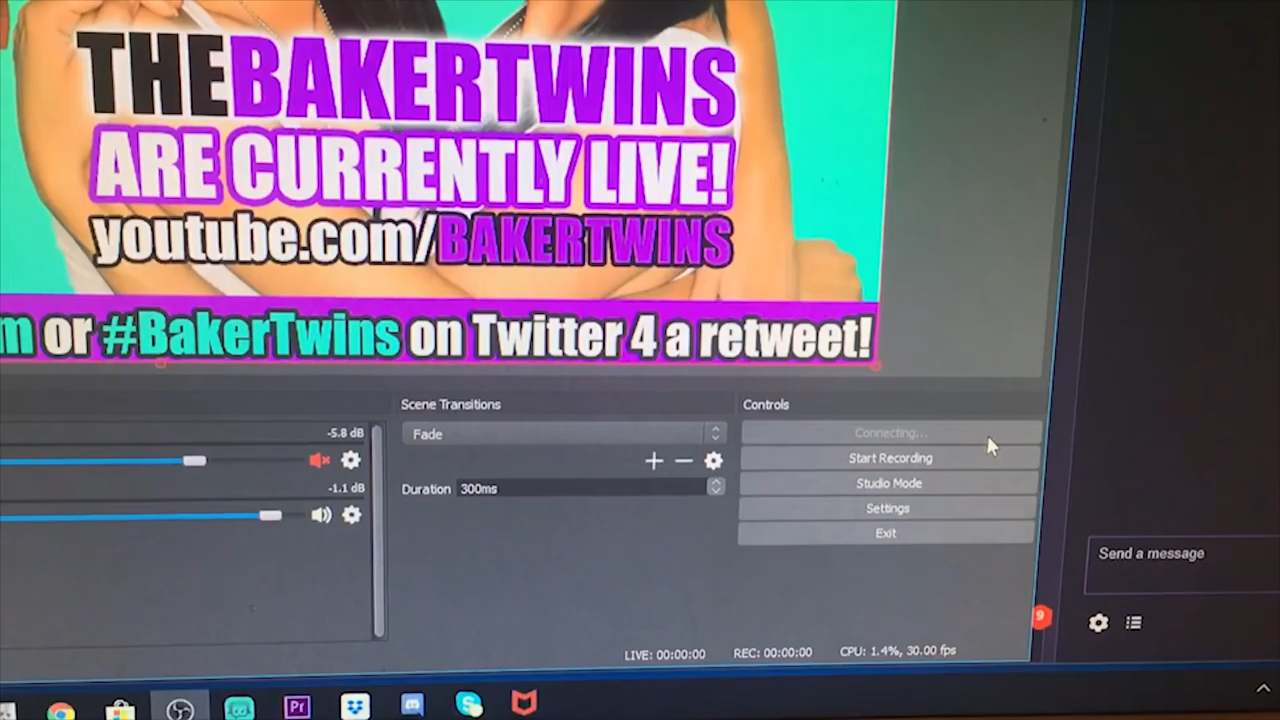 THEBAKERTWINS
ARE CURRENTLY LIVE!
youtube.com/BAKERTWINS
m or #BakerTwins on Twitter 4 a retweet!
Scene Transitions
Controls
-5.8 dB
Fade
Connecting...
Start Recording
-1.1 dB
Duration 300ms
Studio Mode
Settings
Exit
Send a message
9
LIVE: 00:00:00 REC: 00:00:00 CPU: 1.4%, 30.00 fps
Pr